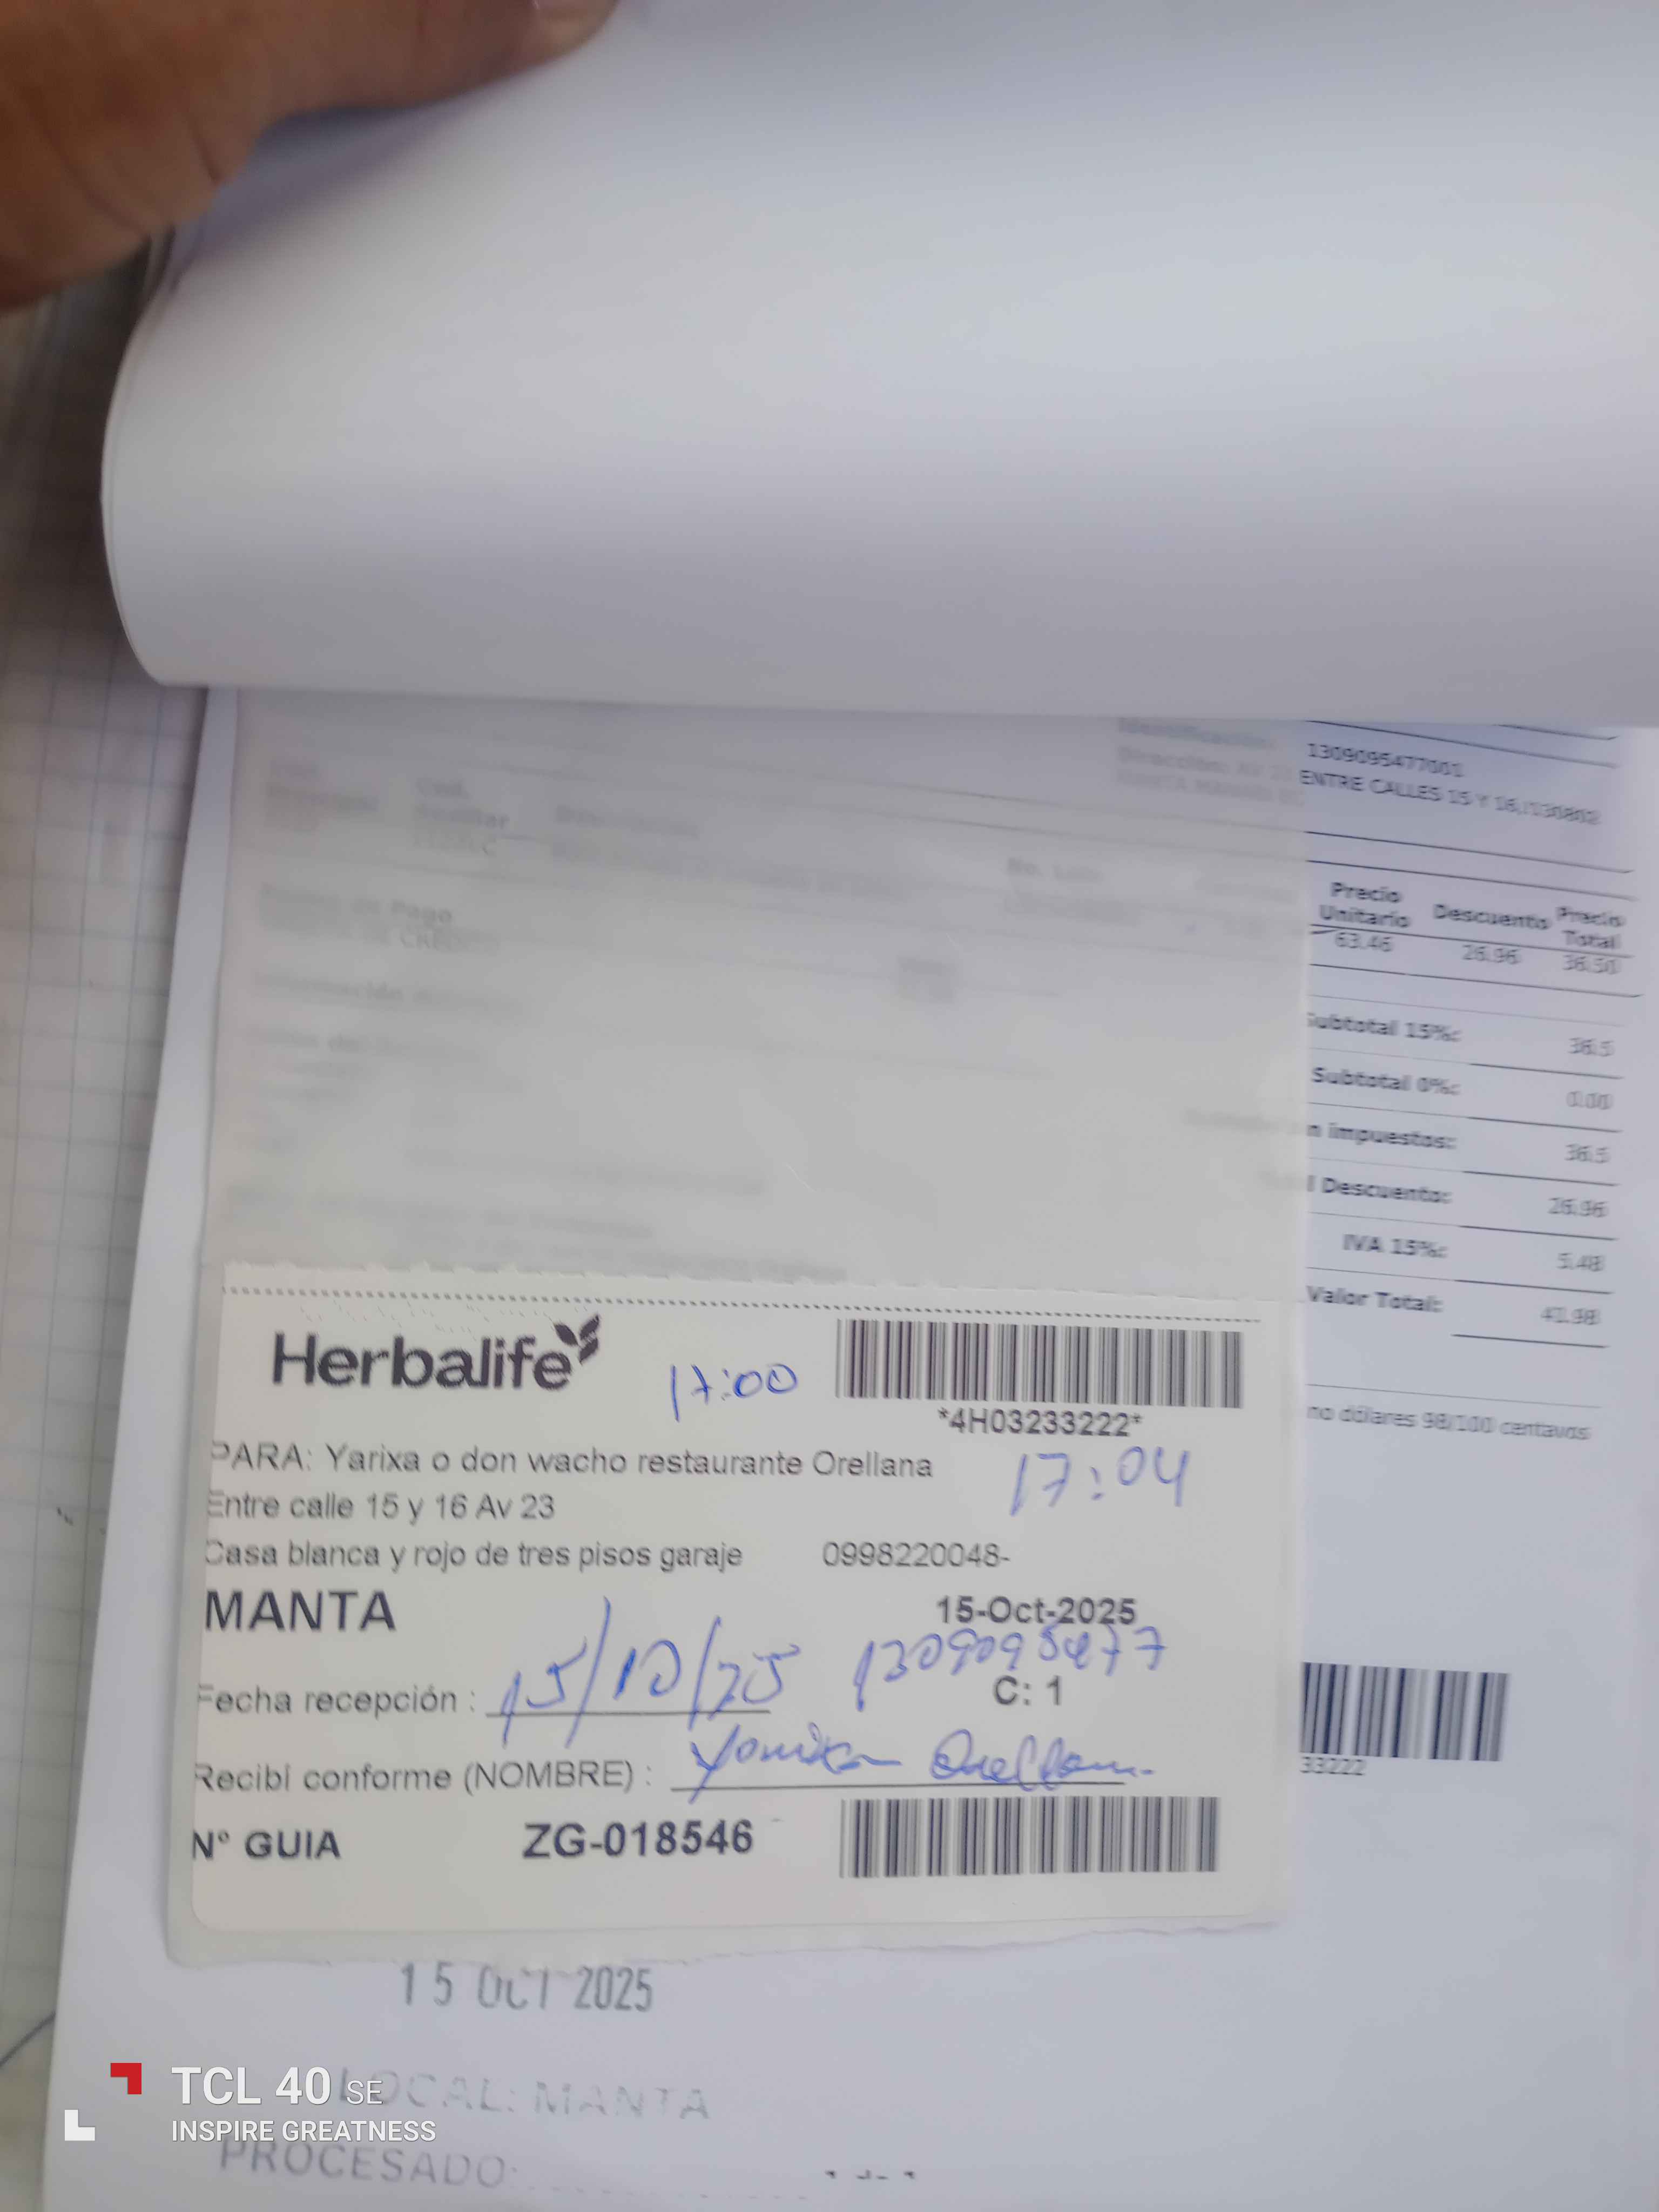 Identificación:
1309095477001
ENTRE CALLES 15 Y 16,/130802
Precio Unitario Descuento Precio Total
63.46 26.96 36.50
Subtotal 15%: 36.5
Subtotal 0%: 0.00
n impuestos: 36.5
l Descuento: 26.96
IVA 15%: 5.48
Valor Total: 41.98
no dólares 98/100 centavos
Herbalife
17:00
*4H03233222*
PARA: Yarixa o don wacho restaurante Orellana
17:04
Entre calle 15 y 16 Av 23
Casa blanca y rojo de tres pisos garaje 0998220048-
MANTA 15-Oct-2025
1309095477
Fecha recepción : 15/10/25 C: 1
Recibí conforme (NOMBRE) : Yarixa Orellana
33222
N° GUIA ZG-018546
15 OCT 2025
LOCAL: MANTA
PROCESADO:
TCL 40 SE
INSPIRE GREATNESS